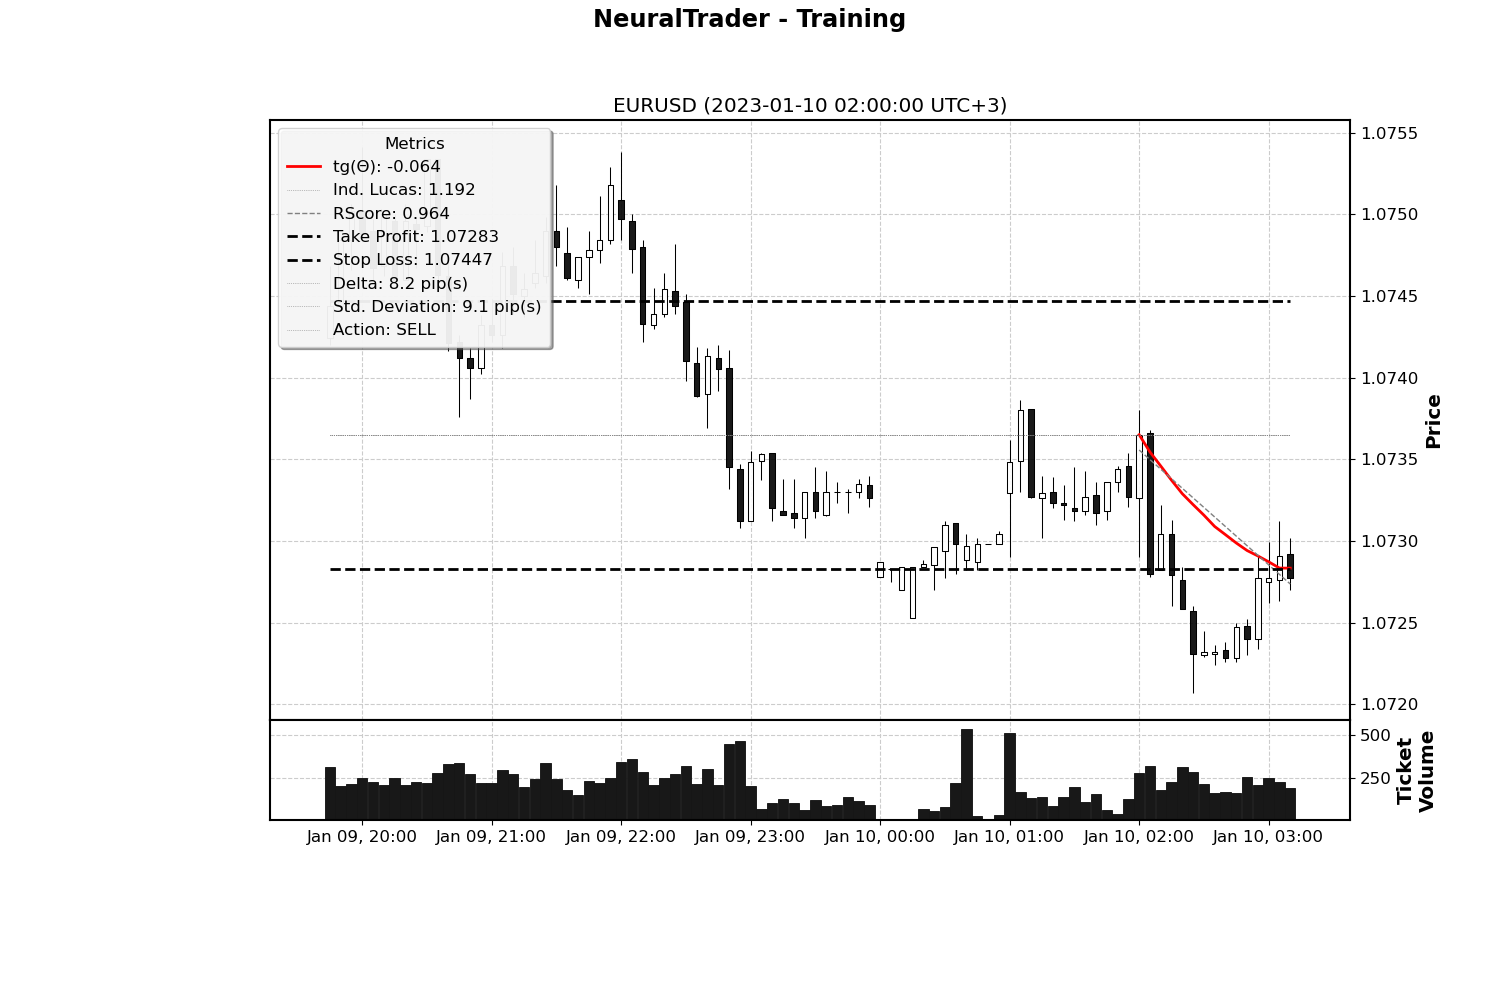 NeuralTrader - Training
EURUSD (2023-01-10 02:00:00 UTC+3)
Metrics
tg(Θ): -0.064
Ind. Lucas: 1.192
RScore: 0.964
Take Profit: 1.07283
Stop Loss: 1.07447
Delta: 8.2 pip(s)
Std. Deviation: 9.1 pip(s)
Action: SELL
1.0755
1.0750
1.0745
1.0740
1.0735
1.0730
1.0725
1.0720
Price
500
250
Ticket
Volume
Jan 09, 20:00
Jan 09, 21:00
Jan 09, 22:00
Jan 09, 23:00
Jan 10, 00:00
Jan 10, 01:00
Jan 10, 02:00
Jan 10, 03:00